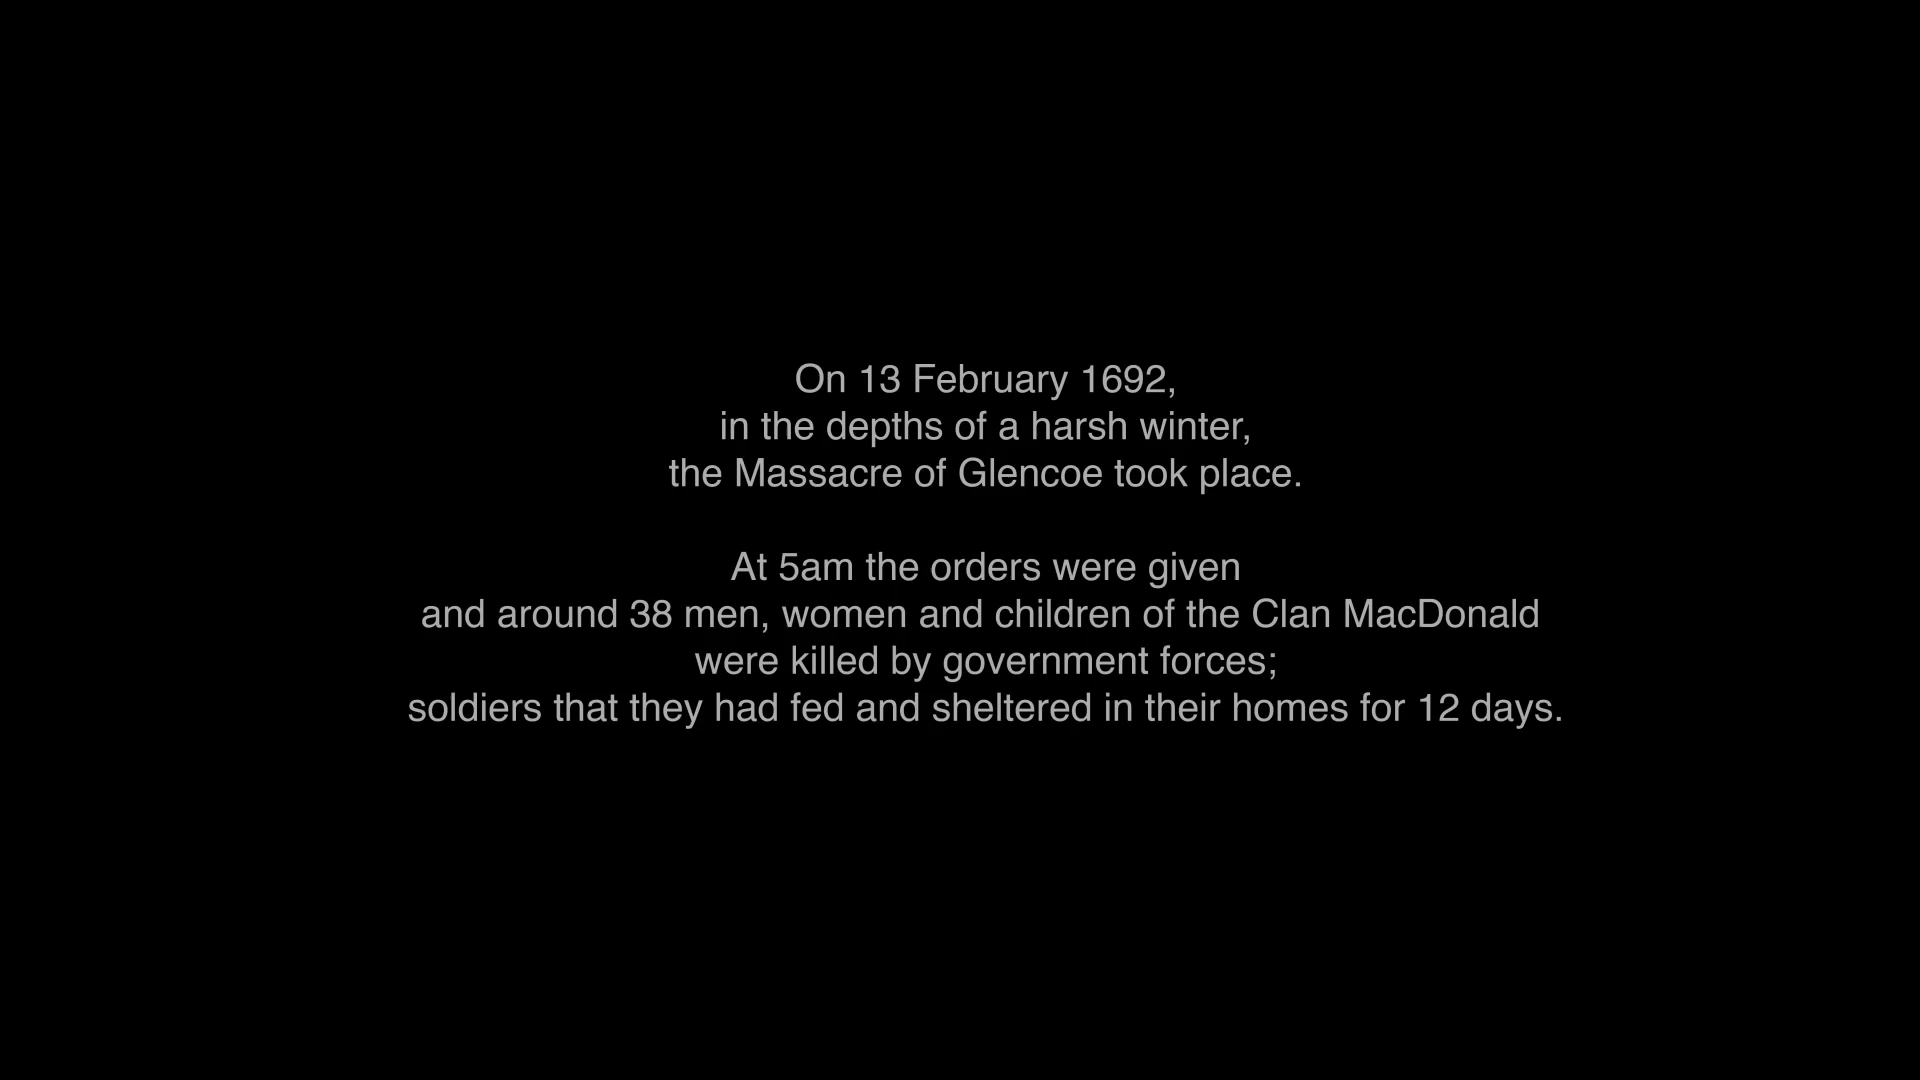 On 13 February 1692,
in the depths of a harsh winter,
the Massacre of Glencoe took place.
At 5am the orders were given
and around 38 men, women and children of the Clan MacDonald
were killed by government forces;
soldiers that they had fed and sheltered in their homes for 12 days.